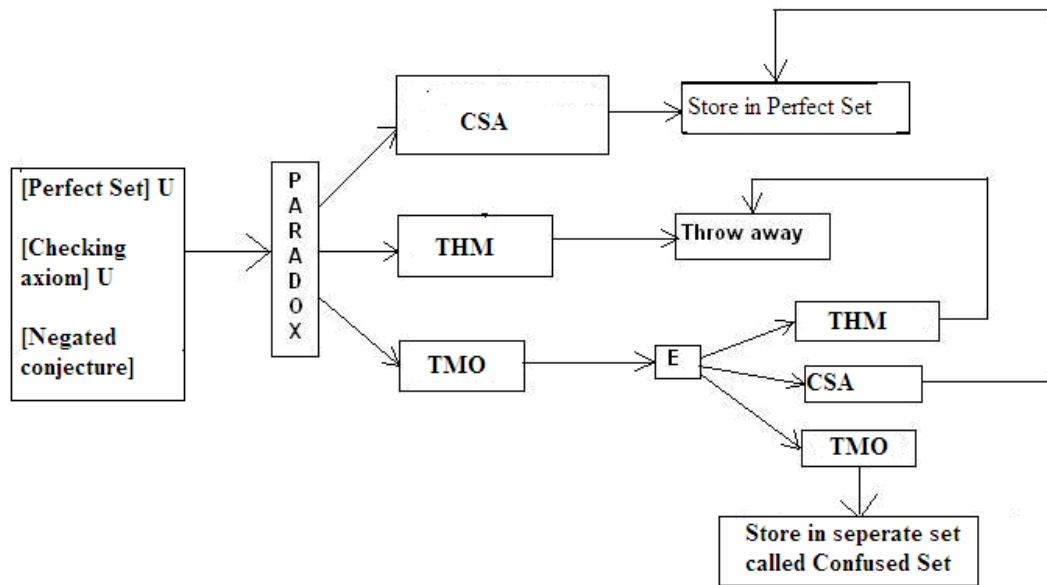 [Perfect Set] U
[Checking
axiom] U
[Negated
conjecture]
PARADOX
CSA
Store in Perfect Set
THM
Throw away
TMO
E
THM
CSA
TMO
Store in seperate set
called Confused Set